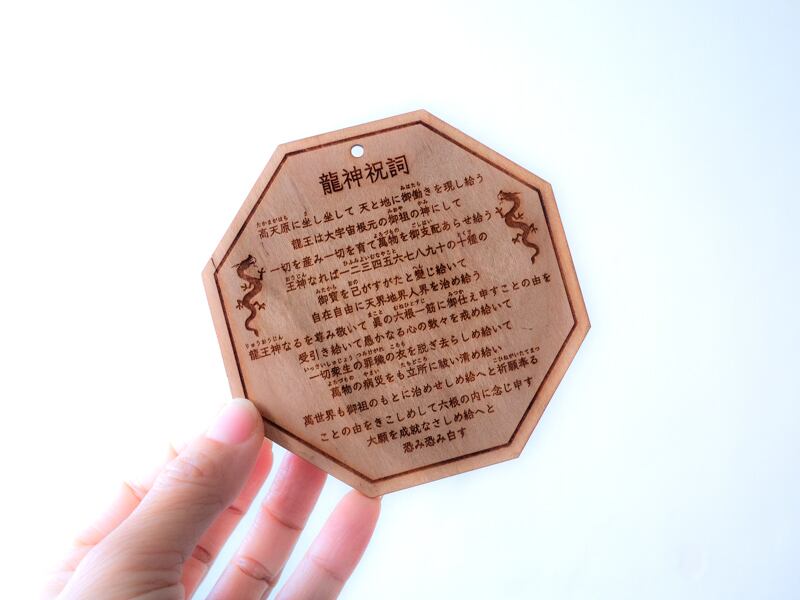 龍神祝詞
高天原に坐し坐して 天と地に御働きを現し給う
龍王は大宇宙根元の御祖の神にして
一切を産み一切を育て萬物を御支配あらせ給う
王神なれば一二三四五六七八九十の十種の
御寶を己がすがたと變じ給いて
自在自由に天界地界人界を治め給う
龍王神なるを尊み敬いて 眞の六根一筋に御仕え申すことの由を
受引き給いて愚かなる心の数々を戒め給いて
一切衆生の罪穢の衣を脱ぎ去らしめ給いて
萬物の病災をも立所に祓い清め給い
萬世界も御祖のもとに治めせしめ給へと祈願奉る
ことの由をきこしめして六根の内に念じ申す
大願を成就なさしめ給へと
恐み恐み白す